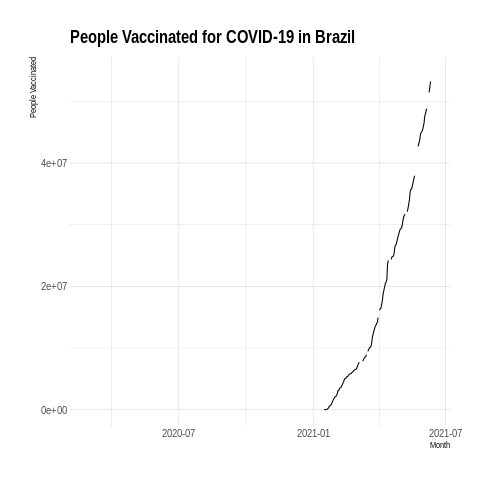 People Vaccinated for COVID-19 in Brazil
People Vaccinated
4e+07
2e+07
0e+00
2020-07
2021-01
2021-07
Month